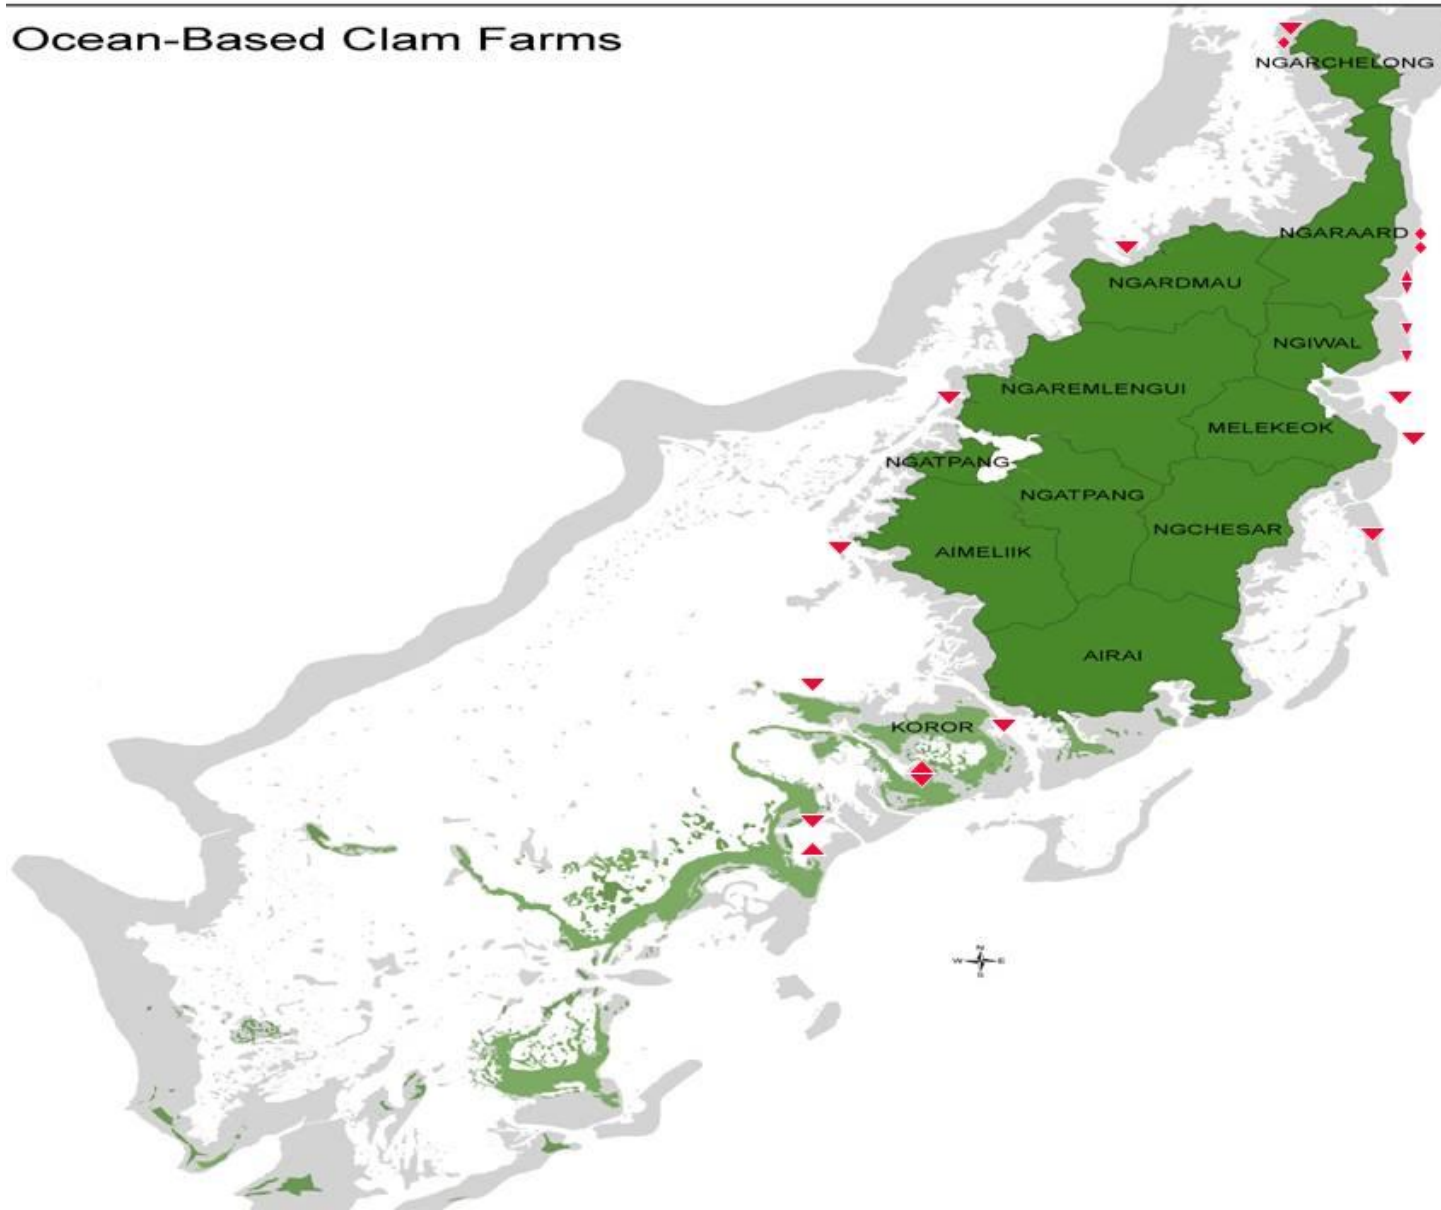 Ocean-Based Clam Farms
NGARCHELONG
NGARAARD
NGARDMAU
NGIWAL
NGAREMLENGUI
MELEKEOK
NGATPANG
NGATPANG
NGCHESAR
AIMELIIK
AIRAI
KOROR
N
W E
S